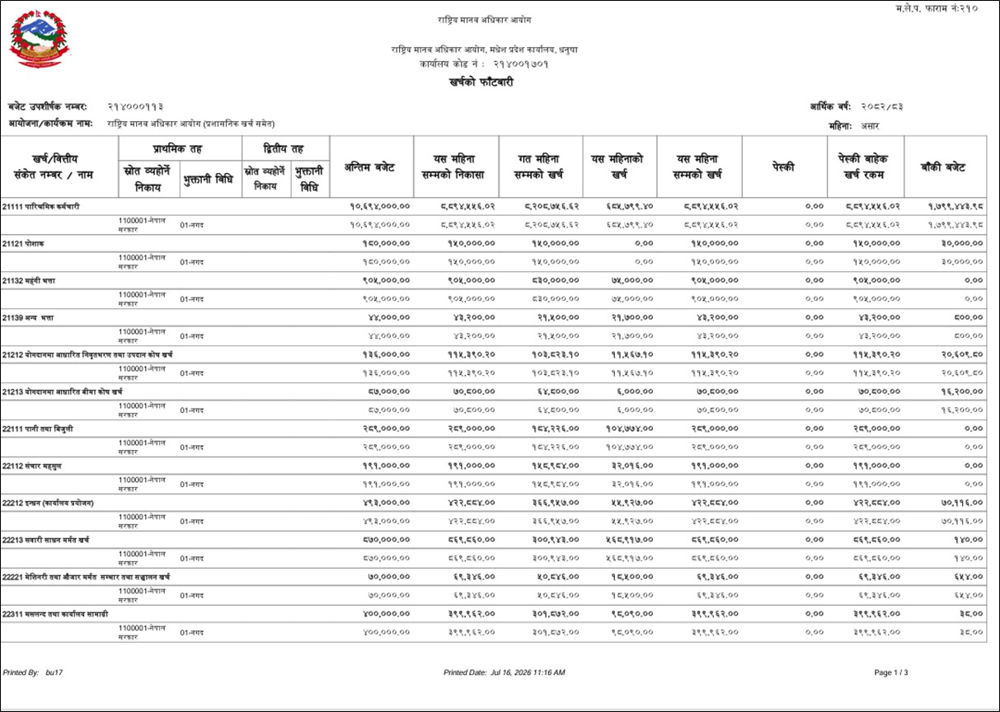 म.ले.प. फाराम नं:२१०
राष्ट्रिय मानव अधिकार आयोग
राष्ट्रिय मानव अधिकार आयोग, मधेश प्रदेश कार्यालय, धनुषा
कार्यालय कोड नं : २१४००१७०१
खर्चको फाँटबारी
बजेट उपशीर्षक नम्बर: २१४०००११३ आर्थिक वर्ष: २०८२/८३
आयोजना/कार्यक्रम नाम: राष्ट्रिय मानव अधिकार आयोग (प्रशासनिक खर्च समेत) महिना: असार
खर्च/वित्तीय संकेत नम्बर / नाम प्राथमिक तह द्वितीय तह अन्तिम बजेट यस महिना सम्मको निकासा गत महिना सम्मको खर्च यस महिनाको खर्च यस महिना सम्मको खर्च पेस्की पेस्की बाहेक खर्च रकम बाँकी बजेट
स्रोत व्यहोर्ने निकाय भुक्तानी बिधि स्रोत व्यहोर्ने निकाय भुक्तानी बिधि
21111 पारिश्रमिक कर्मचारी १०,६९४,०००.०० ८,८९४,५५६.०२ ८,२०८,७५६.६२ ६८५,७९९.४० ८,८९४,५५६.०२ ०.०० ८,८९४,५५६.०२ १,७९९,४४३.९८
1100001-नेपाल सरकार 01-नगद १०,६९४,०००.०० ८,८९४,५५६.०२ ८,२०८,७५६.६२ ६८५,७९९.४० ८,८९४,५५६.०२ ०.०० ८,८९४,५५६.०२ १,७९९,४४३.९८
21121 पोशाक १८०,०००.०० १५०,०००.०० १५०,०००.०० ०.०० १५०,०००.०० ०.०० १५०,०००.०० ३०,०००.००
1100001-नेपाल सरकार 01-नगद १८०,०००.०० १५०,०००.०० १५०,०००.०० ०.०० १५०,०००.०० ०.०० १५०,०००.०० ३०,०००.००
21132 महंगी भत्ता ९०५,०००.०० ९०५,०००.०० ८३०,०००.०० ७५,०००.०० ९०५,०००.०० ०.०० ९०५,०००.०० ०.००
1100001-नेपाल सरकार 01-नगद ९०५,०००.०० ९०५,०००.०० ८३०,०००.०० ७५,०००.०० ९०५,०००.०० ०.०० ९०५,०००.०० ०.००
21139 अन्य भत्ता ४४,०००.०० ४३,२००.०० २१,५००.०० २१,७००.०० ४३,२००.०० ०.०० ४३,२००.०० ८००.००
1100001-नेपाल सरकार 01-नगद ४४,०००.०० ४३,२००.०० २१,५००.०० २१,७००.०० ४३,२००.०० ०.०० ४३,२००.०० ८००.००
21212 योगदानमा आधारित निवृतभरण तथा उपदान कोष खर्च १३६,०००.०० ११५,३९०.२० १०३,८२३.१० ११,५६७.१० ११५,३९०.२० ०.०० ११५,३९०.२० २०,६०९.८०
1100001-नेपाल सरकार 01-नगद १३६,०००.०० ११५,३९०.२० १०३,८२३.१० ११,५६७.१० ११५,३९०.२० ०.०० ११५,३९०.२० २०,६०९.८०
21213 योगदानमा आधारित बीमा कोष खर्च ८७,०००.०० ७०,८००.०० ६४,८००.०० ६,०००.०० ७०,८००.०० ०.०० ७०,८००.०० १६,२००.००
1100001-नेपाल सरकार 01-नगद ८७,०००.०० ७०,८००.०० ६४,८००.०० ६,०००.०० ७०,८००.०० ०.०० ७०,८००.०० १६,२००.००
22111 पानी तथा बिजुली २८९,०००.०० २८९,०००.०० १८४,२२६.०० १०४,७७४.०० २८९,०००.०० ०.०० २८९,०००.०० ०.००
1100001-नेपाल सरकार 01-नगद २८९,०००.०० २८९,०००.०० १८४,२२६.०० १०४,७७४.०० २८९,०००.०० ०.०० २८९,०००.०० ०.००
22112 संचार महसुल १९१,०००.०० १९१,०००.०० १५८,९८४.०० ३२,०१६.०० १९१,०००.०० ०.०० १९१,०००.०० ०.००
1100001-नेपाल सरकार 01-नगद १९१,०००.०० १९१,०००.०० १५८,९८४.०० ३२,०१६.०० १९१,०००.०० ०.०० १९१,०००.०० ०.००
22212 इन्धन (कार्यालय प्रयोजन) ४९३,०००.०० ४२२,८८४.०० ३६६,९५७.०० ५५,९२७.०० ४२२,८८४.०० ०.०० ४२२,८८४.०० ७०,११६.००
1100001-नेपाल सरकार 01-नगद ४९३,०००.०० ४२२,८८४.०० ३६६,९५७.०० ५५,९२७.०० ४२२,८८४.०० ०.०० ४२२,८८४.०० ७०,११६.००
22213 सवारी साधन मर्मत खर्च ८७०,०००.०० ८६९,८६०.०० ३००,९४३.०० ५६८,९१७.०० ८६९,८६०.०० ०.०० ८६९,८६०.०० १४०.००
1100001-नेपाल सरकार 01-नगद ८७०,०००.०० ८६९,८६०.०० ३००,९४३.०० ५६८,९१७.०० ८६९,८६०.०० ०.०० ८६९,८६०.०० १४०.००
22221 मेशिनरी तथा औजार मर्मत सम्भार तथा सञ्चालन खर्च ७०,०००.०० ६९,३४६.०० ५०,८४६.०० १८,५००.०० ६९,३४६.०० ०.०० ६९,३४६.०० ६५४.००
1100001-नेपाल सरकार 01-नगद ७०,०००.०० ६९,३४६.०० ५०,८४६.०० १८,५००.०० ६९,३४६.०० ०.०० ६९,३४६.०० ६५४.००
22311 मसलन्द तथा कार्यालय सामाग्री ४००,०००.०० ३९९,९६२.०० ३०१,८७२.०० ९८,०९०.०० ३९९,९६२.०० ०.०० ३९९,९६२.०० ३८.००
1100001-नेपाल सरकार 01-नगद ४००,०००.०० ३९९,९६२.०० ३०१,८७२.०० ९८,०९०.०० ३९९,९६२.०० ०.०० ३९९,९६२.०० ३८.००
Printed By: bu17 Printed Date: Jul 16, 2026 11:16 AM Page 1 / 3